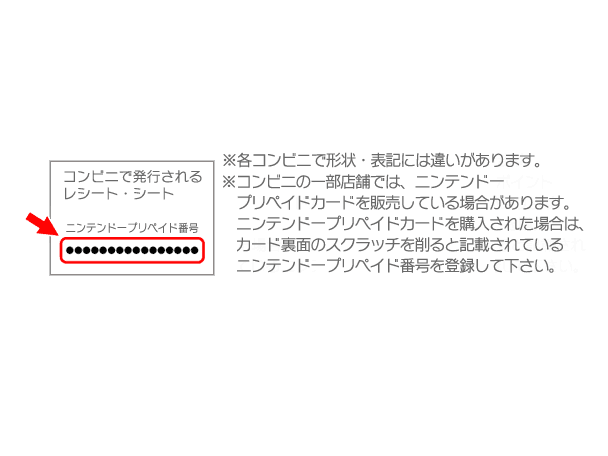 コンビニで発行される
レシート・シート
ニンテンドープリペイド番号
●●●●●●●●●●●●●●●●
※各コンビニで形状・表記には違いがあります。
※コンビニの一部店舗では、ニンテンドー
プリペイドカードを販売している場合があります。
ニンテンドープリペイドカードを購入された場合は、
カード裏面のスクラッチを削ると記載されている
ニンテンドープリペイド番号を登録して下さい。